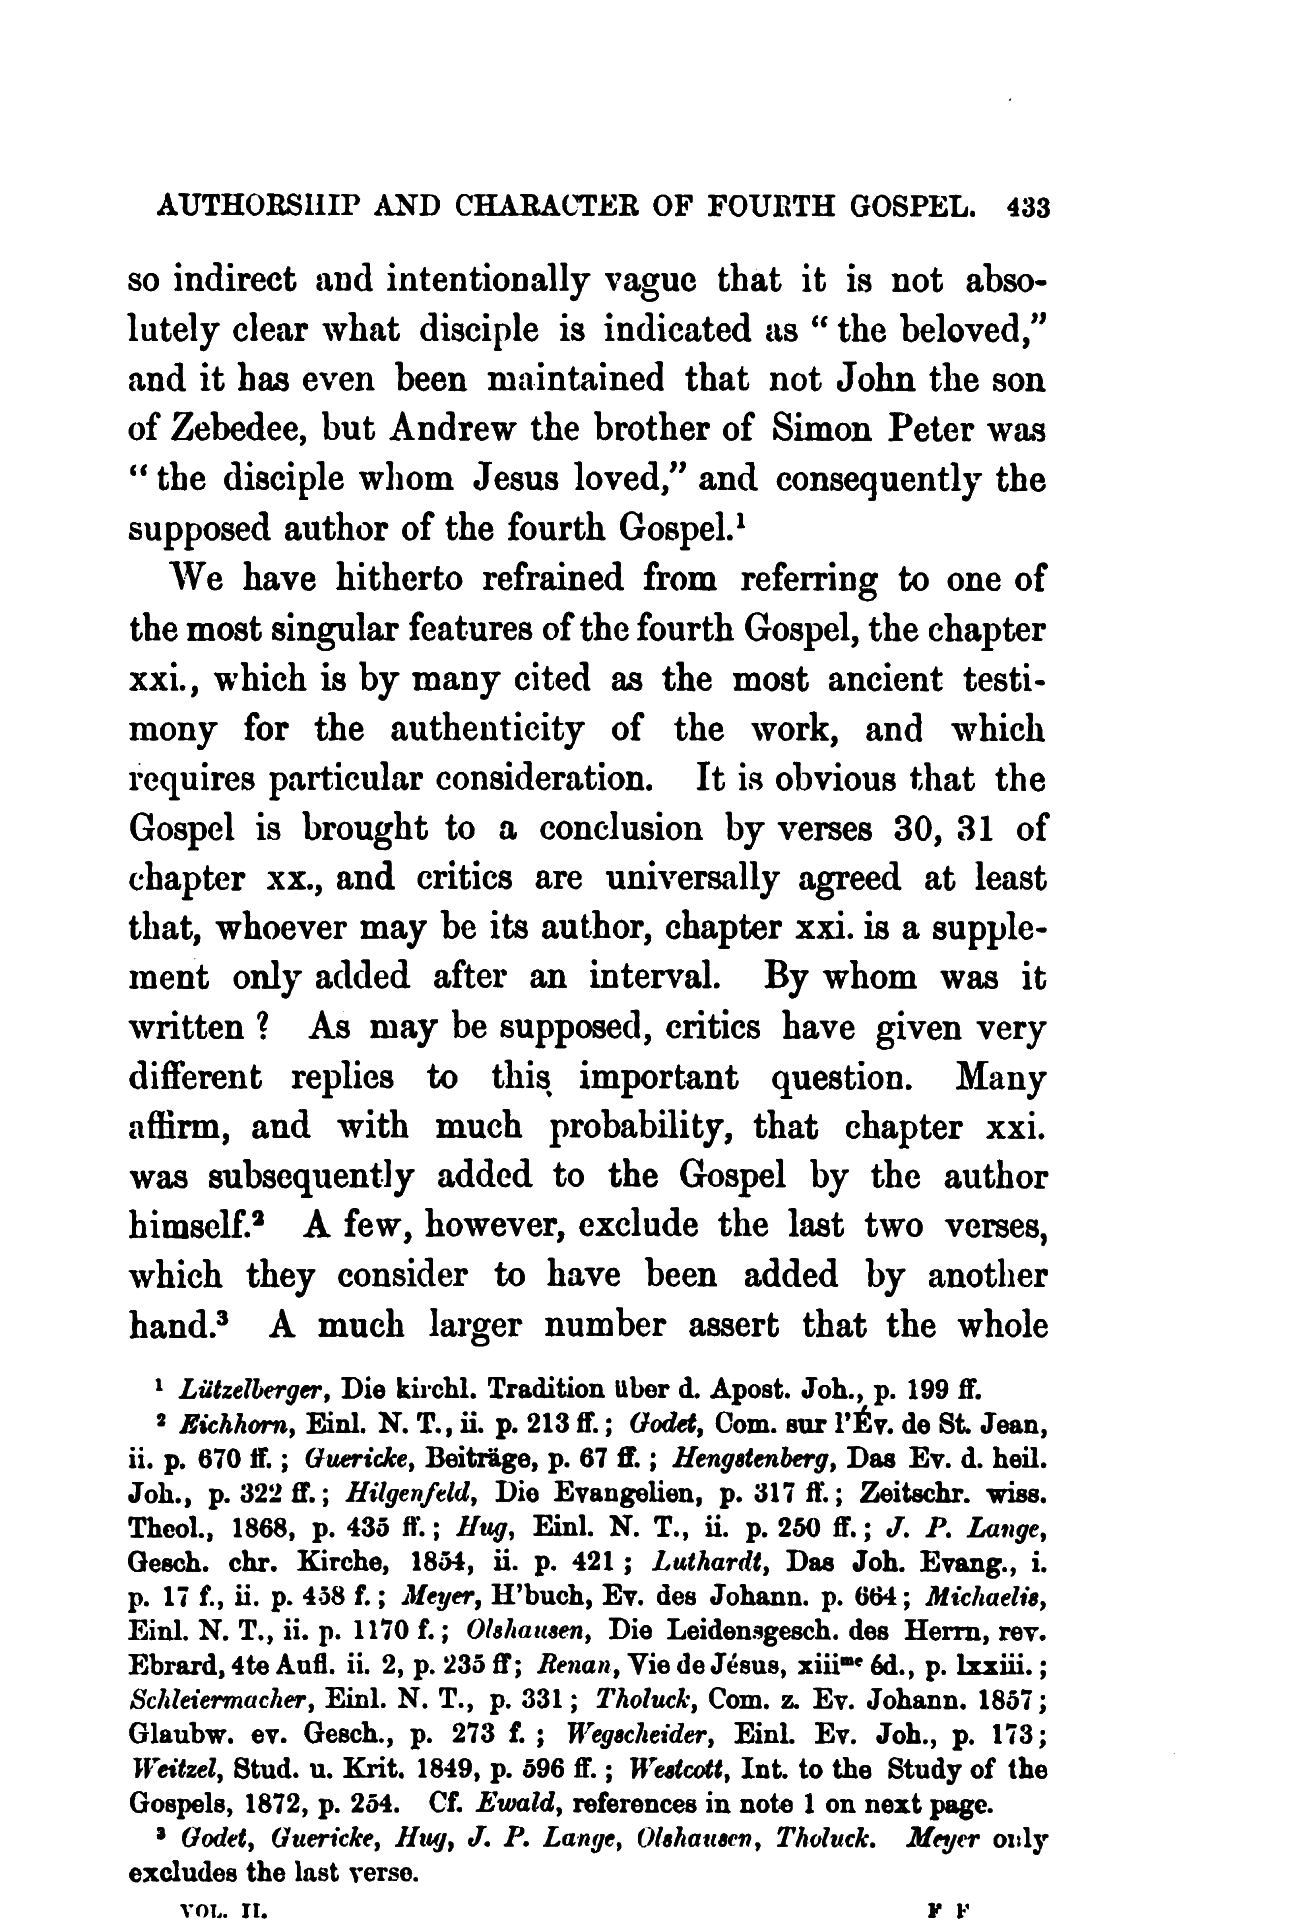 AUTHORSHIP AND CHARACTER OF FOURTH GOSPEL. 433
so indirect and intentionally vague that it is not abso-
lutely clear what disciple is indicated as “the beloved,”
and it has even been maintained that not John the son
of Zebedee, but Andrew the brother of Simon Peter was
“the disciple whom Jesus loved,” and consequently the
supposed author of the fourth Gospel.¹
We have hitherto refrained from referring to one of
the most singular features of the fourth Gospel, the chapter
xxi., which is by many cited as the most ancient testi-
mony for the authenticity of the work, and which
requires particular consideration. It is obvious that the
Gospel is brought to a conclusion by verses 30, 31 of
chapter xx., and critics are universally agreed at least
that, whoever may be its author, chapter xxi. is a supple-
ment only added after an interval. By whom was it
written? As may be supposed, critics have given very
different replies to this important question. Many
affirm, and with much probability, that chapter xxi.
was subsequently added to the Gospel by the author
himself.² A few, however, exclude the last two verses,
which they consider to have been added by another
hand.³ A much larger number assert that the whole
¹ Lützelberger, Die kirchl. Tradition über d. Apost. Joh., p. 199 ff.
² Eichhorn, Einl. N. T., ii. p. 213 ff.; Godet, Com. sur l’Év. de St. Jean,
ii. p. 670 ff.; Guericke, Beiträge, p. 67 ff.; Hengstenberg, Das Ev. d. heil.
Joh., p. 322 ff.; Hilgenfeld, Die Evangelien, p. 317 ff.; Zeitschr. wiss.
Theol., 1868, p. 435 ff.; Hug, Einl. N. T., ii. p. 250 ff.; J. P. Lange,
Gesch. chr. Kirche, 1854, ii. p. 421; Luthardt, Das Joh. Evang., i.
p. 17 f., ii. p. 458 f.; Meyer, H’buch, Ev. des Johann. p. 664; Michaelis,
Einl. N. T., ii. p. 1170 f.; Olshausen, Die Leidensgesch. des Herrn, rev.
Ebrard, 4te Aufl. ii. 2, p. 235 ff; Renan, Vie de Jésus, xiiiᵐᵉ éd., p. lxxiii.;
Schleiermacher, Einl. N. T., p. 331; Tholuck, Com. z. Ev. Johann. 1857;
Glaubw. ev. Gesch., p. 273 f.; Wegscheider, Einl. Ev. Joh., p. 173;
Weitzel, Stud. u. Krit. 1849, p. 596 ff.; Westcott, Int. to the Study of the
Gospels, 1872, p. 254. Cf. Ewald, references in note 1 on next page.
³ Godet, Guericke, Hug, J. P. Lange, Olshausen, Tholuck. Meyer only
excludes the last verse.
VOL. II. F F